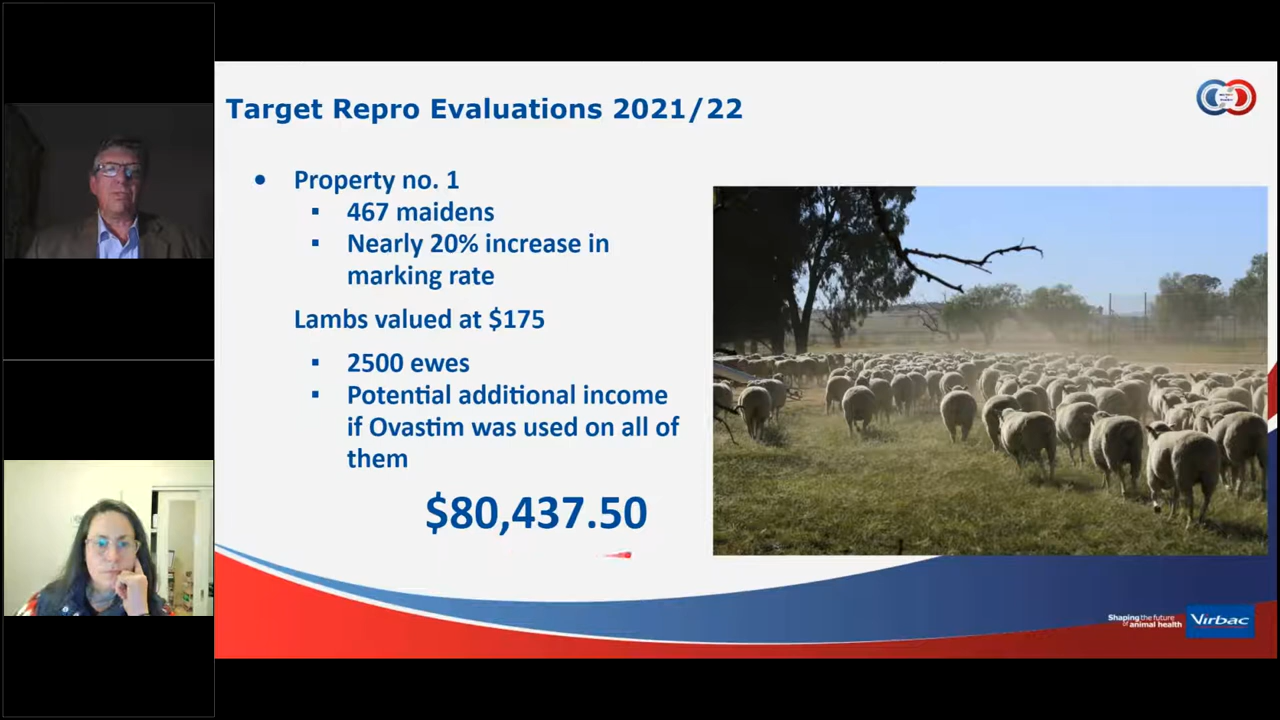 Target Repro Evaluations 2021/22
• Property no. 1
▪ 467 maidens
▪ Nearly 20% increase in
marking rate
Lambs valued at $175
▪ 2500 ewes
▪ Potential additional income
if Ovastim was used on all of
them
$80,437.50
Shaping the future
of animal health
Virbac